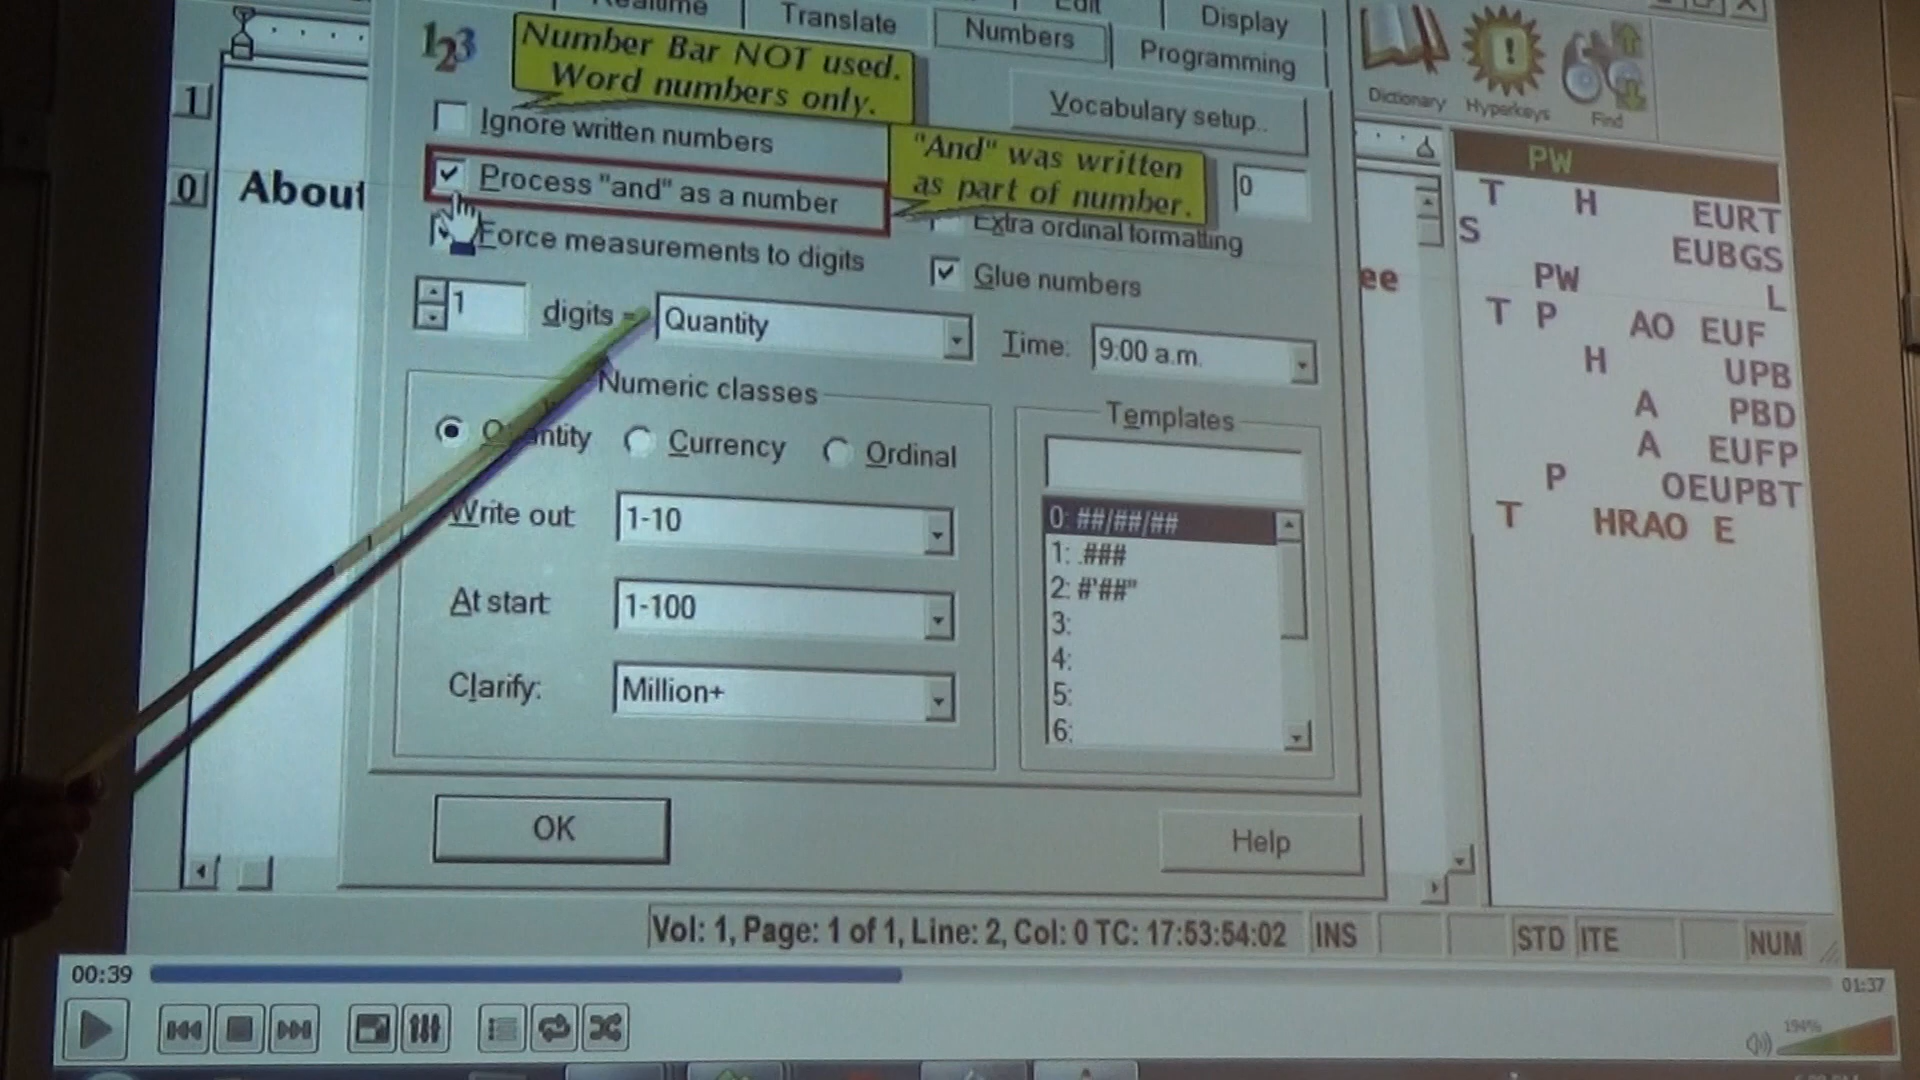 Realtime
Translate
Edit
Display
Numbers
Programming
123
Number Bar NOT used.
Word numbers only.
Vocabulary setup..
Dictionary
Hyperkeys
Find
1
Ignore written numbers
"And" was written
as part of number.
0
Process "and" as a number
0
About
Extra ordinal formatting
Force measurements to digits
Glue numbers
ee
1
digits =
Quantity
Time:
9:00 a.m.
Numeric classes
Quantity
Currency
Ordinal
Templates
Write out:
1-10
0: ##/##/##
1: .###
2: #'##"
3:
4:
5:
6:
At start:
1-100
Clarify:
Million+
OK
Help
PW
T H EURT
S EUBGS
PW L
T P AO EUF
H UPB
A PBD
A EUFP
P OEUPBT
T HRAO E
Vol: 1, Page: 1 of 1, Line: 2, Col: 0 TC: 17:53:54:02
INS
STD
ITE
NUM
00:39
01:37
194%